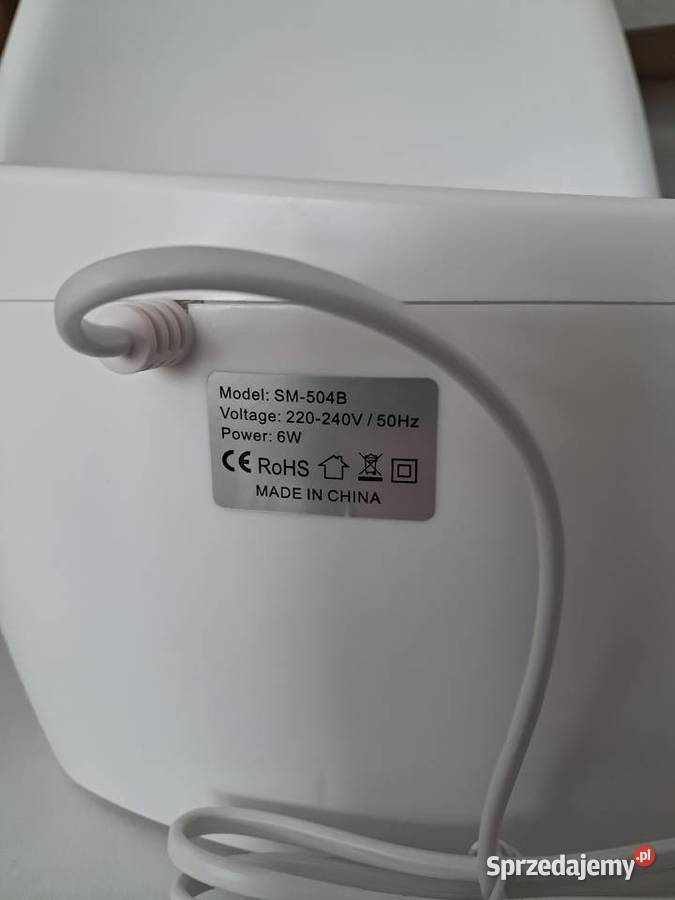 Model: SM-504B
Voltage: 220-240V / 50Hz
Power: 6W
CE RoHS
MADE IN CHINA
Sprzedajemy.pl